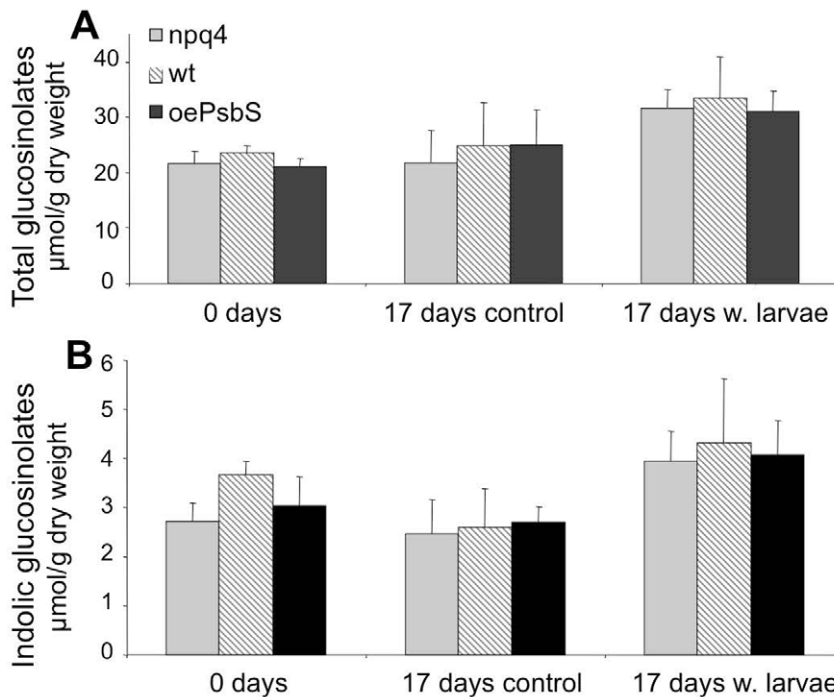 A
npq4
wt
oePsbS
Total glucosinolates
µmol/g dry weight
40
30
20
10
0
0 days
17 days control
17 days w. larvae
B
Indolic glucosinolates
µmol/g dry weight
6
5
4
3
2
1
0
0 days
17 days control
17 days w. larvae